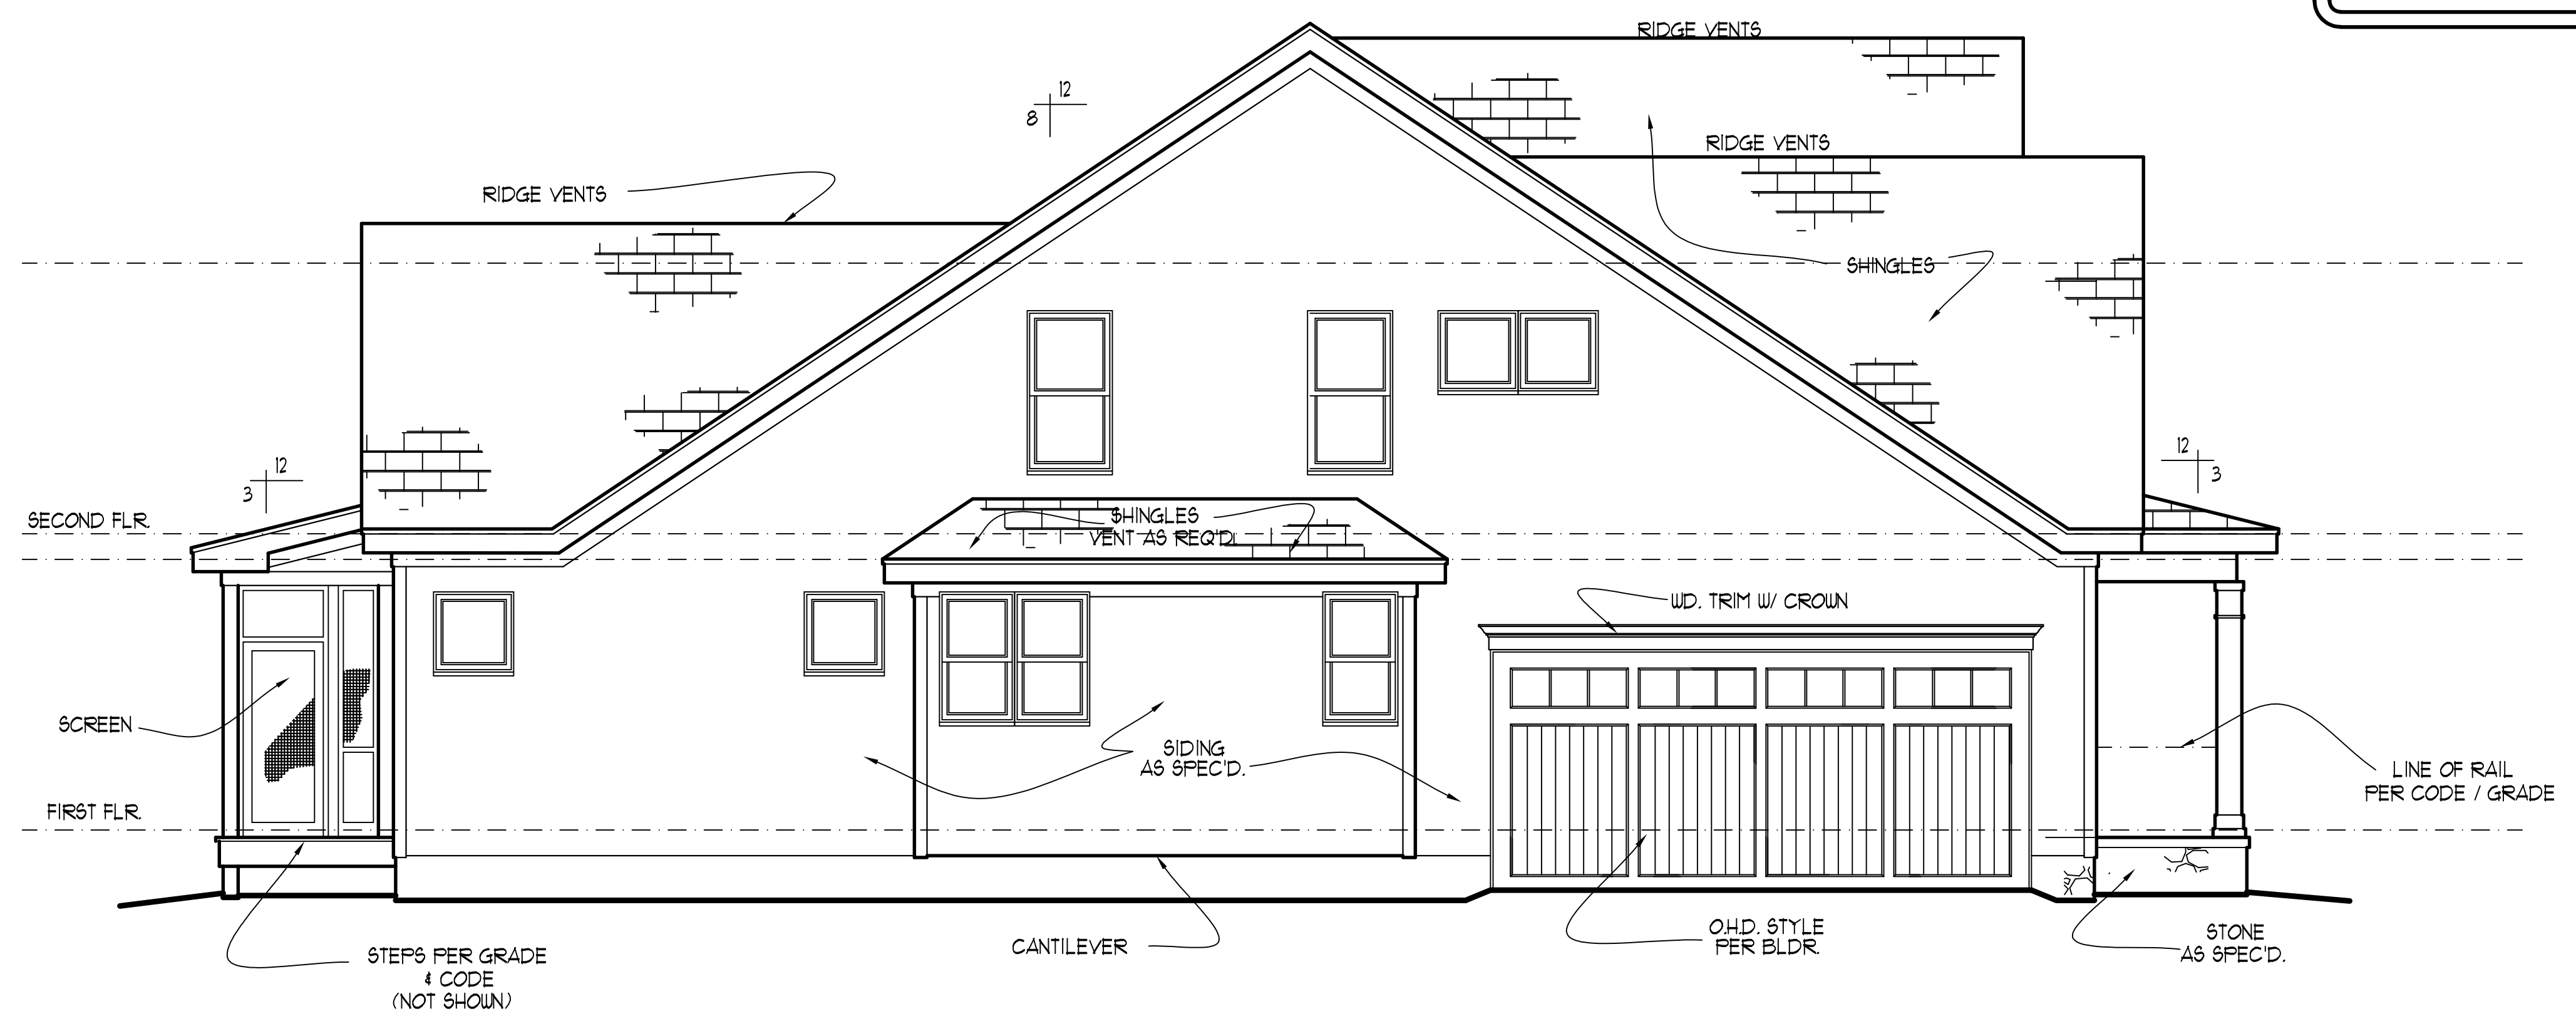 RIDGE VENTS
12
8
RIDGE VENTS
RIDGE VENTS
SHINGLES
12
3
12
3
SECOND FLR.
SHINGLES
VENT AS REQ'D.
WD. TRIM W/ CROWN
SCREEN
SIDING
AS SPEC'D.
LINE OF RAIL
PER CODE / GRADE
FIRST FLR.
STEPS PER GRADE
& CODE
(NOT SHOWN)
CANTILEVER
O.H.D. STYLE
PER BLDR.
STONE
AS SPEC'D.